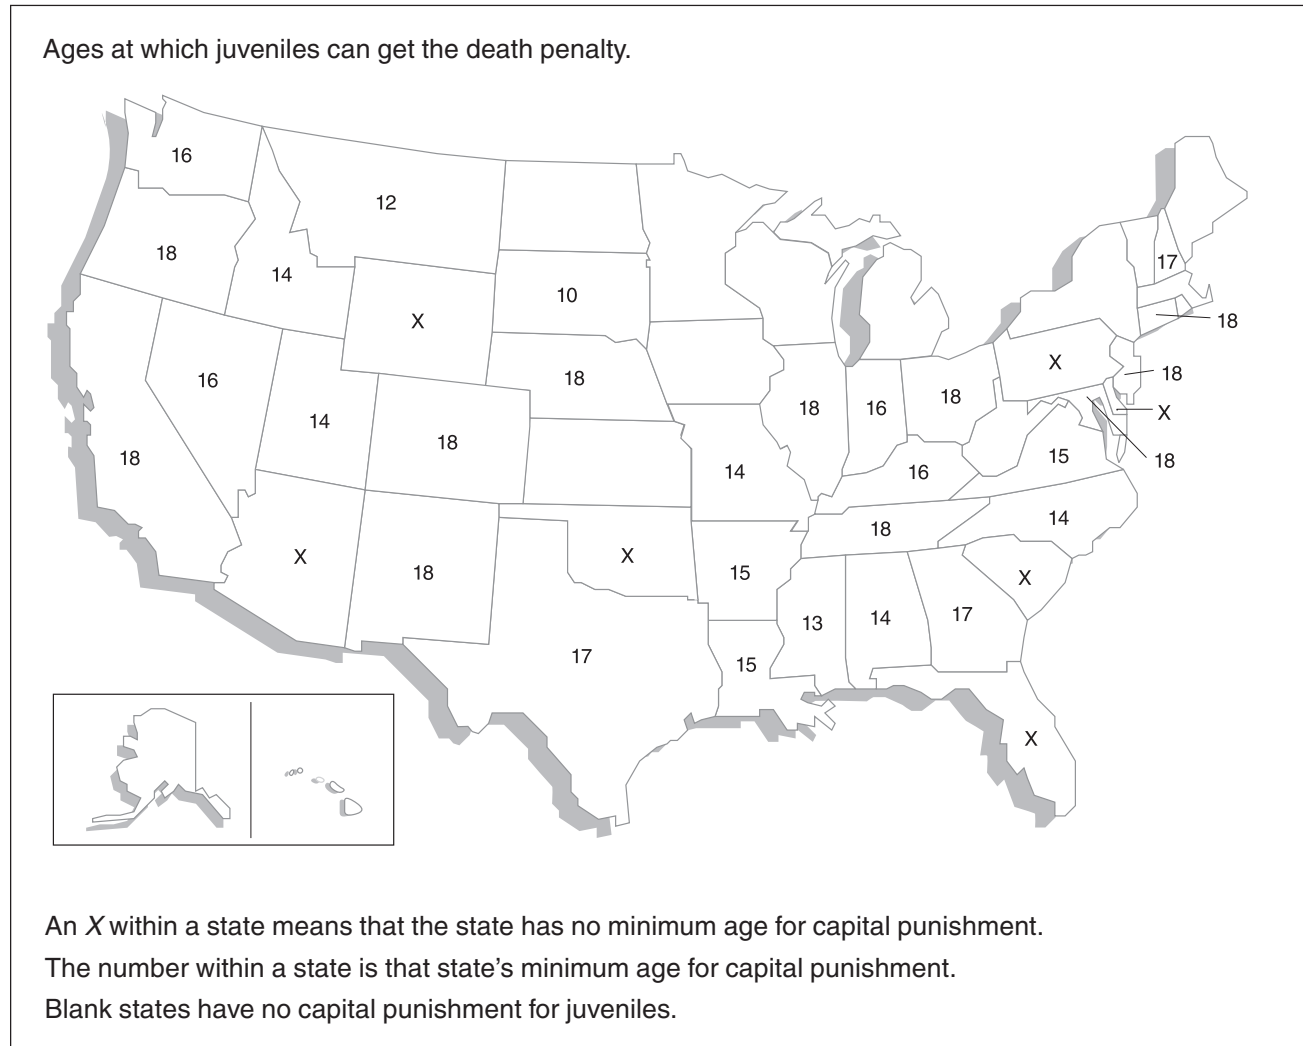 Ages at which juveniles can get the death penalty.
16
12
18
14
17
10
X
18
16
X
18
18
14
18
18
16
18
X
18
14
16
15
18
18
14
X
X
15
18
X
13
14
17
17
15
X
An X within a state means that the state has no minimum age for capital punishment.
The number within a state is that state's minimum age for capital punishment.
Blank states have no capital punishment for juveniles.